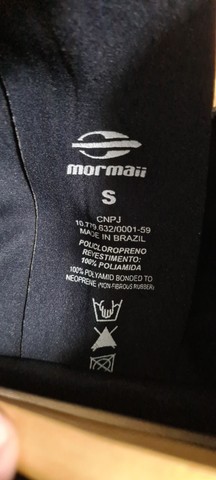 mormaii
S
CNPJ
10.779.632/0001-59
MADE IN BRAZIL
POLICLOROPRENO
REVESTIMENTO:
100% POLIAMIDA
100% POLYAMID BONDED TO
NEOPRENE (NON-FIBROUS RUBBER)